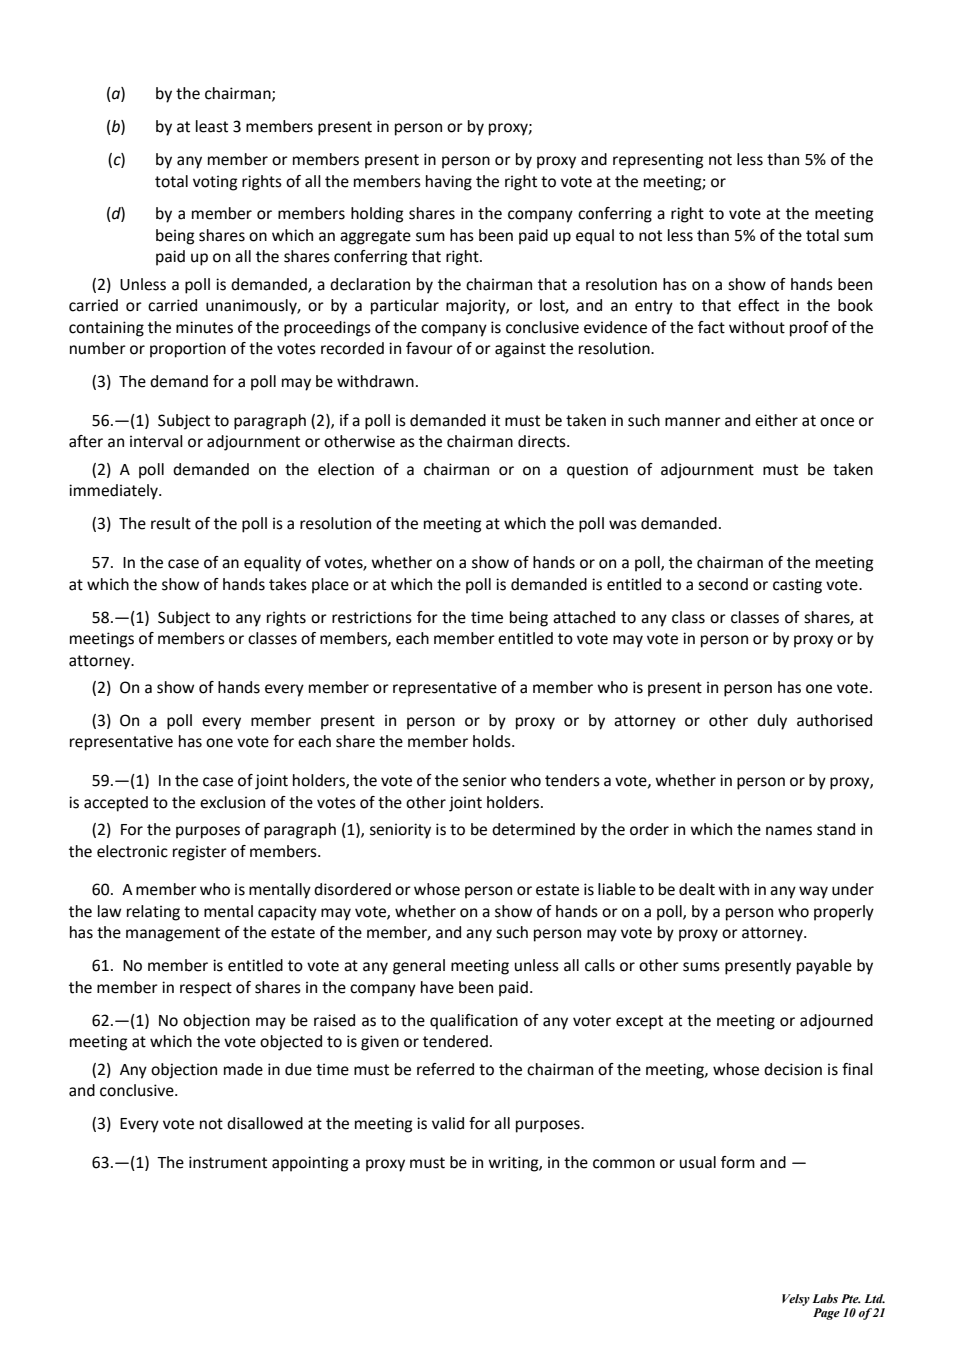 (a) by the chairman;
(b) by at least 3 members present in person or by proxy;
(c) by any member or members present in person or by proxy and representing not less than 5% of the
total voting rights of all the members having the right to vote at the meeting; or
(d) by a member or members holding shares in the company conferring a right to vote at the meeting
being shares on which an aggregate sum has been paid up equal to not less than 5% of the total sum
paid up on all the shares conferring that right.
(2) Unless a poll is demanded, a declaration by the chairman that a resolution has on a show of hands been
carried or carried unanimously, or by a particular majority, or lost, and an entry to that effect in the book
containing the minutes of the proceedings of the company is conclusive evidence of the fact without proof of the
number or proportion of the votes recorded in favour of or against the resolution.
(3) The demand for a poll may be withdrawn.
56.—(1) Subject to paragraph (2), if a poll is demanded it must be taken in such manner and either at once or
after an interval or adjournment or otherwise as the chairman directs.
(2) A poll demanded on the election of a chairman or on a question of adjournment must be taken
immediately.
(3) The result of the poll is a resolution of the meeting at which the poll was demanded.
57. In the case of an equality of votes, whether on a show of hands or on a poll, the chairman of the meeting
at which the show of hands takes place or at which the poll is demanded is entitled to a second or casting vote.
58.—(1) Subject to any rights or restrictions for the time being attached to any class or classes of shares, at
meetings of members or classes of members, each member entitled to vote may vote in person or by proxy or by
attorney.
(2) On a show of hands every member or representative of a member who is present in person has one vote.
(3) On a poll every member present in person or by proxy or by attorney or other duly authorised
representative has one vote for each share the member holds.
59.—(1) In the case of joint holders, the vote of the senior who tenders a vote, whether in person or by proxy,
is accepted to the exclusion of the votes of the other joint holders.
(2) For the purposes of paragraph (1), seniority is to be determined by the order in which the names stand in
the electronic register of members.
60. A member who is mentally disordered or whose person or estate is liable to be dealt with in any way under
the law relating to mental capacity may vote, whether on a show of hands or on a poll, by a person who properly
has the management of the estate of the member, and any such person may vote by proxy or attorney.
61. No member is entitled to vote at any general meeting unless all calls or other sums presently payable by
the member in respect of shares in the company have been paid.
62.—(1) No objection may be raised as to the qualification of any voter except at the meeting or adjourned
meeting at which the vote objected to is given or tendered.
(2) Any objection made in due time must be referred to the chairman of the meeting, whose decision is final
and conclusive.
(3) Every vote not disallowed at the meeting is valid for all purposes.
63.—(1) The instrument appointing a proxy must be in writing, in the common or usual form and —
Velsy Labs Pte. Ltd.
Page 10 of 21